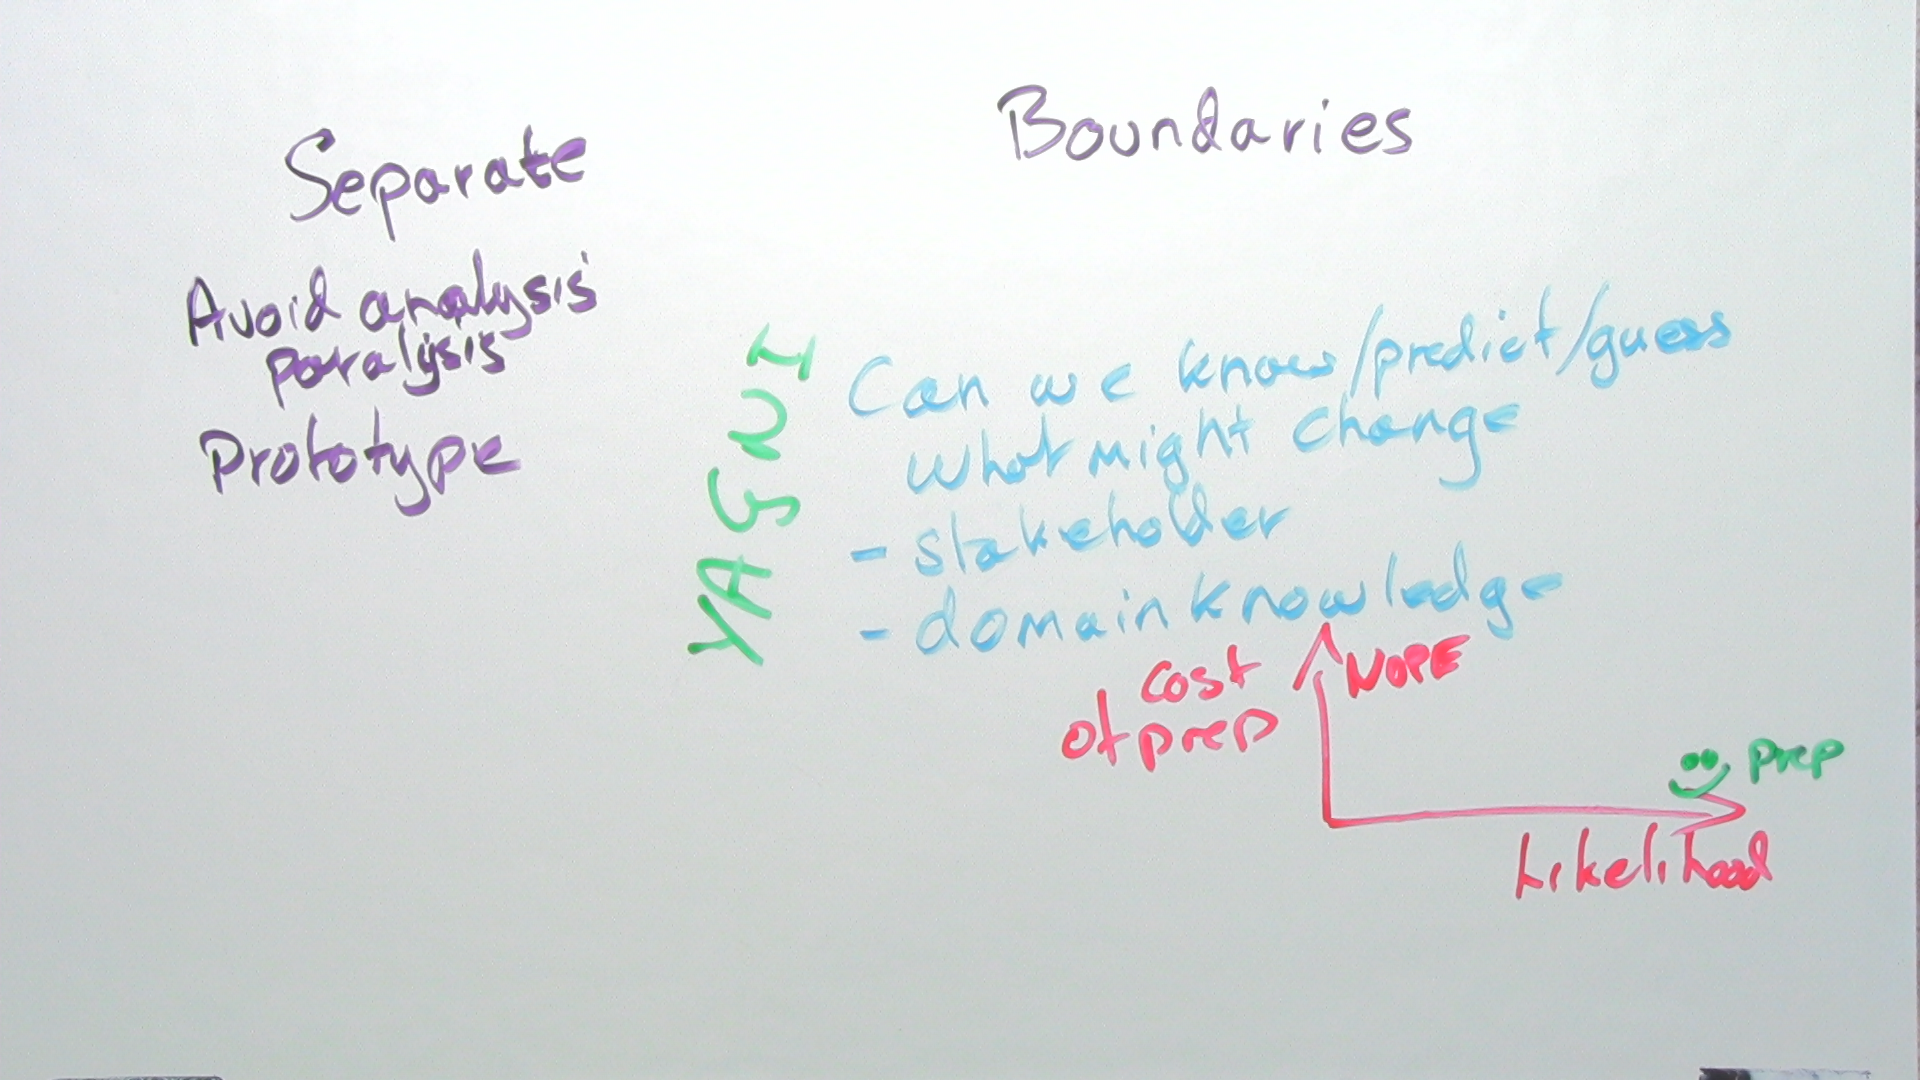 Separate
Avoid analysis
paralysis
Prototype
Boundaries
YAGNI
Can we know/predict/guess
what might change
- stakeholder
- domain knowledge
cost
of prep
NOPE
prep
Likelihood